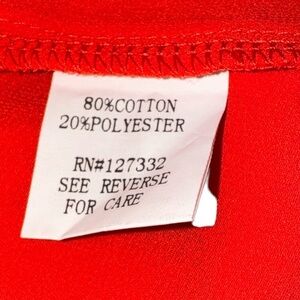 80%COTTON
20%POLYESTER
RN#127332
SEE REVERSE
FOR CARE